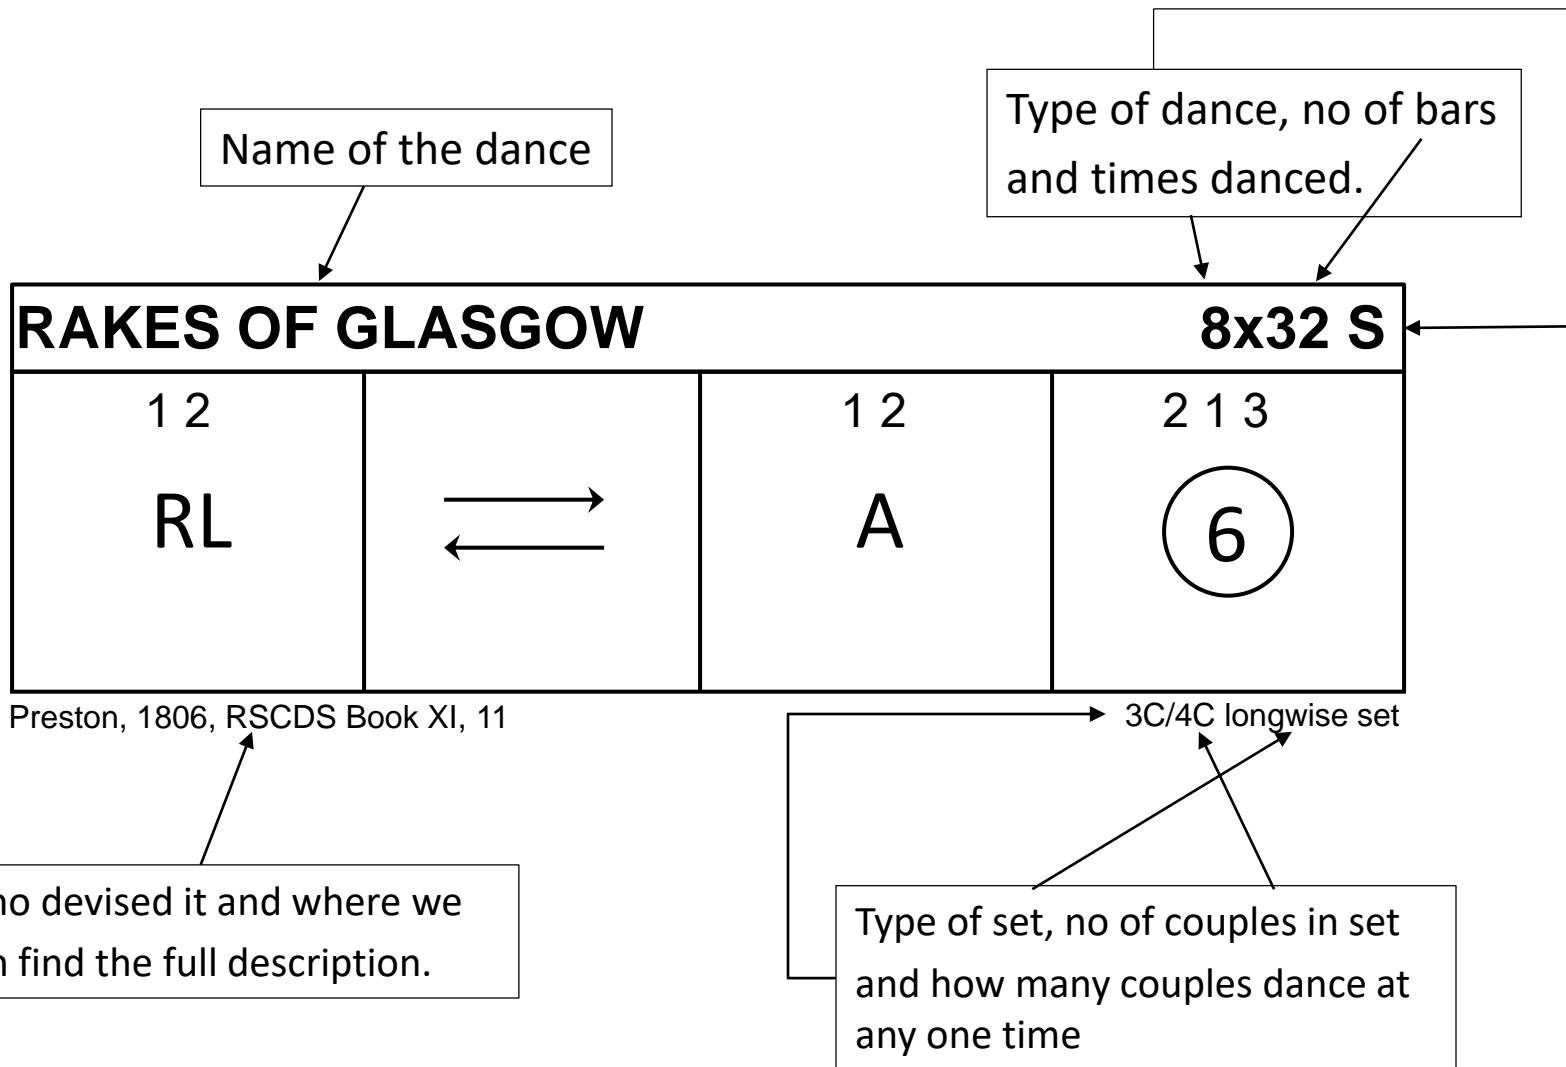 Type of dance, no of bars
and times danced.
Name of the dance
RAKES OF GLASGOW 8x32 S
1 2 1 2 2 1 3
RL A 6
Preston, 1806, RSCDS Book XI, 11 3C/4C longwise set
devised it and where we
find the full description.
Type of set, no of couples in set
and how many couples dance at
any one time